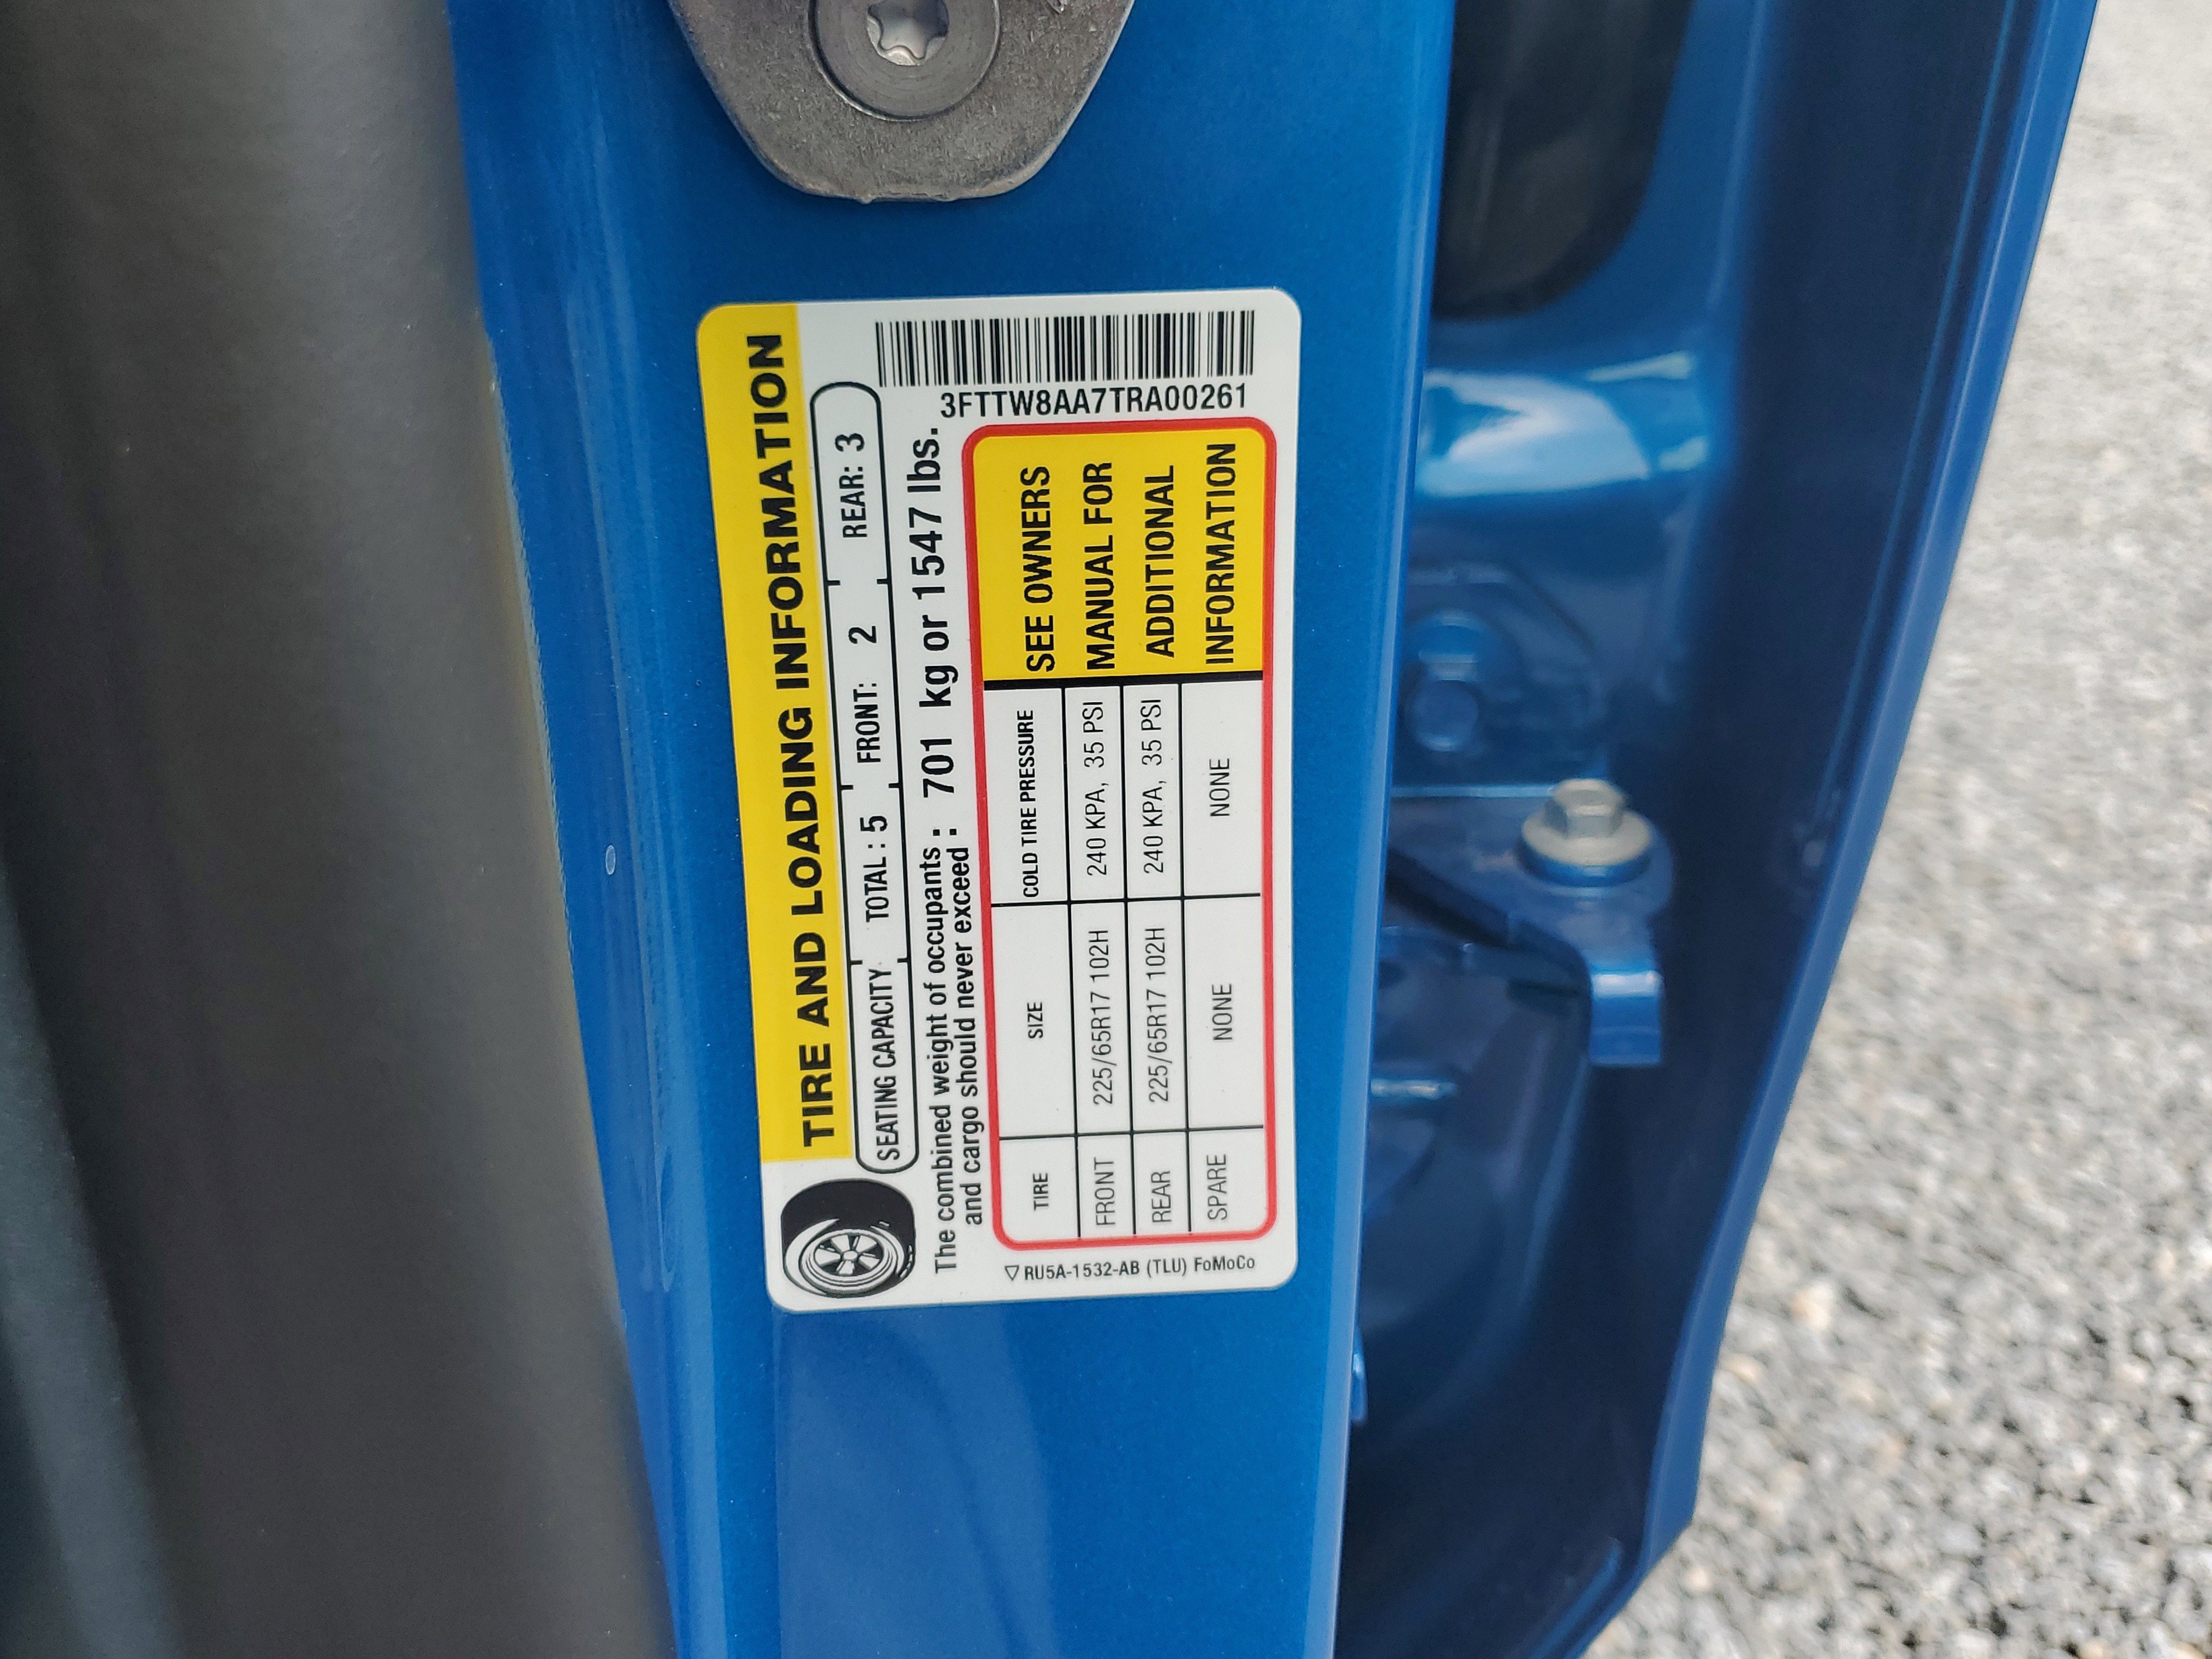 TIRE AND LOADING INFORMATION
SEATING CAPACITY TOTAL : 5 FRONT: 2 REAR: 3
The combined weight of occupants : 701 kg or 1547 lbs.
and cargo should never exceed :
3FTTW8AA7TRA00261
TIRE SIZE COLD TIRE PRESSURE
FRONT 225/65R17 102H 240 KPA, 35 PSI
REAR 225/65R17 102H 240 KPA, 35 PSI
SPARE NONE NONE
SEE OWNERS
MANUAL FOR
ADDITIONAL
INFORMATION
▽ RU5A-1532-AB (TLU) FoMoCo